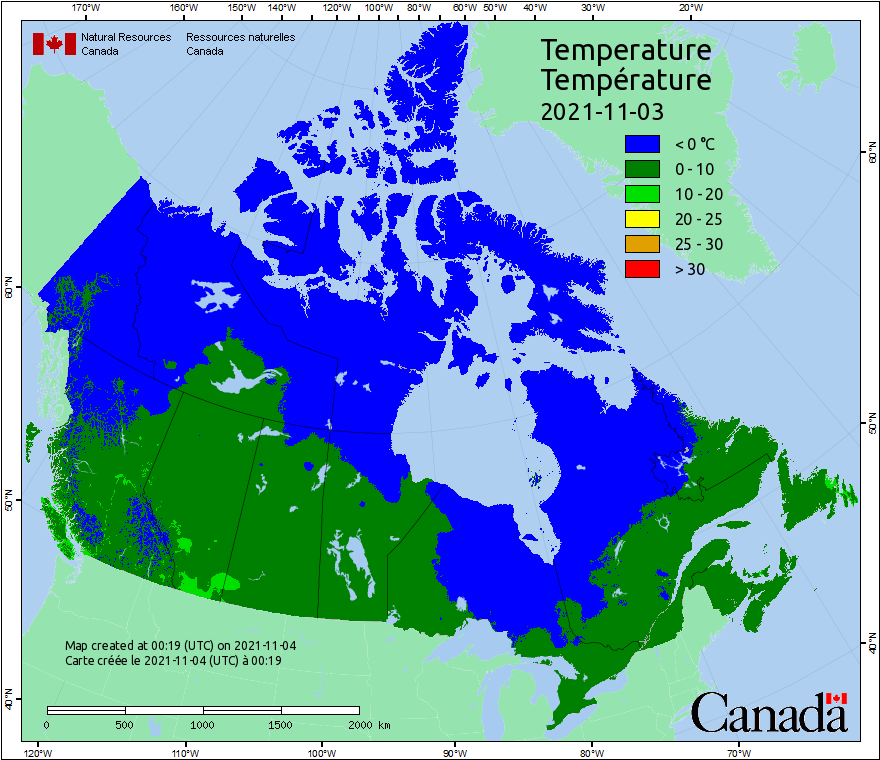 170°W 160°W 150°W 140°W 130°W 120°W 110°W 100°W 90°W 80°W 60°W 50°W 40°W 30°W 20°W
Natural Resources Ressources naturelles
Canada Canada
Temperature
Température
2021-11-03
< 0 °C
0 - 10
10 - 20
20 - 25
25 - 30
> 30
60°N
60°N
50°N
50°N
40°N
40°N
Map created at 00:19 (UTC) on 2021-11-04
Carte créée le 2021-11-04 (UTC) à 00:19
0 500 1000 1500 2000 km
Canada
120°W 110°W 100°W 90°W 80°W 70°W